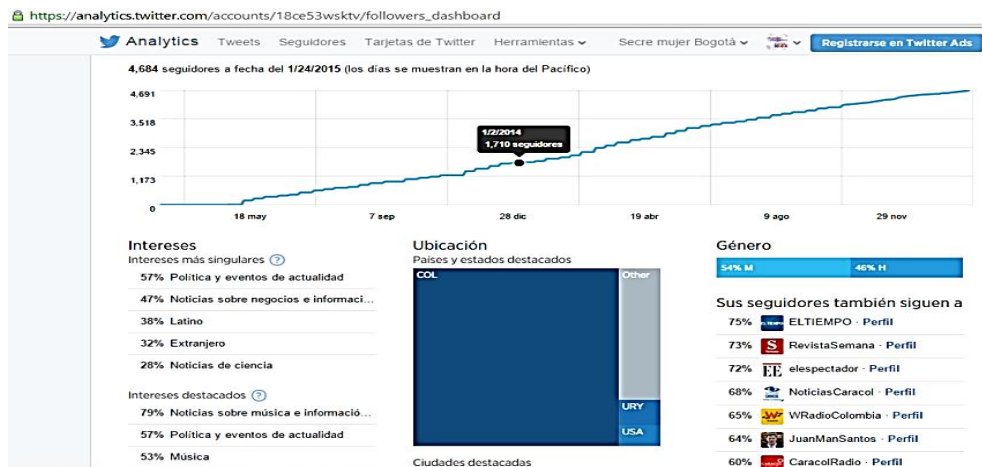 https://analytics.twitter.com/accounts/18ce53wsktv/followers_dashboard
Analytics Tweets Seguidores Tarjetas de Twitter Herramientas Secre mujer Bogotá Registrarse en Twitter Ads
4,684 seguidores a fecha del 1/24/2015 (los días se muestran en la hora del Pacífico)
4,691
3,518
2,345
1,173
0
1/2/2014
1,710 seguidores
18 may 7 sep 28 dic 19 abr 9 ago 29 nov
Intereses
Intereses más singulares ?
57% Política y eventos de actualidad
47% Noticias sobre negocios e informaci...
38% Latino
32% Extranjero
28% Noticias de ciencia
Intereses destacados ?
79% Noticias sobre música e informació...
57% Política y eventos de actualidad
53% Música
Ubicación
Países y estados destacados
COL
Other
URY
USA
Ciudades destacadas
Género
54% M 46% H
Sus seguidores también siguen a
75% ELTIEMPO · Perfil
73% S RevistaSemana · Perfil
72% EE elespectador · Perfil
68% NoticiasCaracol · Perfil
65% W WRadioColombia · Perfil
64% JuanManSantos · Perfil
60% CaracolRadio · Perfil